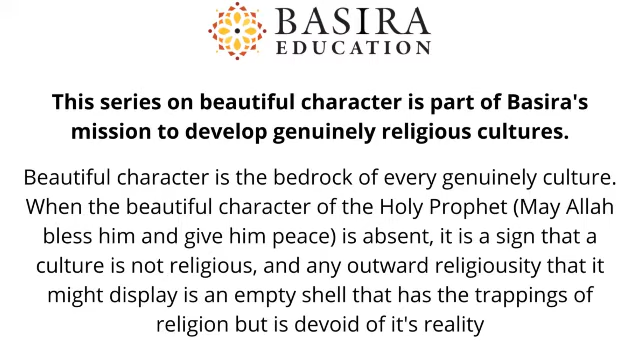 BASIRA
EDUCATION
This series on beautiful character is part of Basira's
mission to develop genuinely religious cultures.
Beautiful character is the bedrock of every genuinely culture.
When the beautiful character of the Holy Prophet (May Allah
bless him and give him peace) is absent, it is a sign that a
culture is not religious, and any outward religiousity that it
might display is an empty shell that has the trappings of
religion but is devoid of it's reality